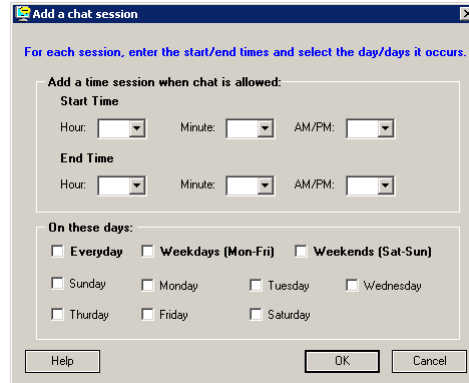 Add a chat session
For each session, enter the start/end times and select the day/days it occurs.
Add a time session when chat is allowed:
Start Time
Hour: Minute: AM/PM:
End Time
Hour: Minute: AM/PM:
On these days:
Everyday Weekdays (Mon-Fri) Weekends (Sat-Sun)
Sunday Monday Tuesday Wednesday
Thurday Friday Saturday
Help OK Cancel